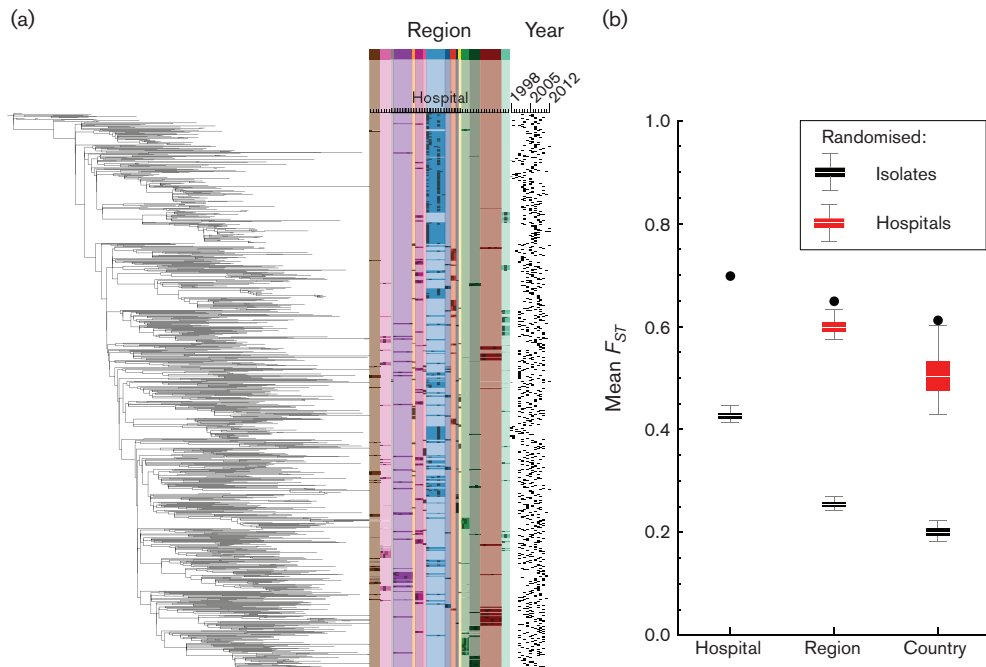 (a)
Region
Year
Hospital
1998
2005
2012
(b)
Mean F_ST
1.0
0.8
0.6
0.4
0.2
0.0
Randomised:
Isolates
Hospitals
Hospital
Region
Country